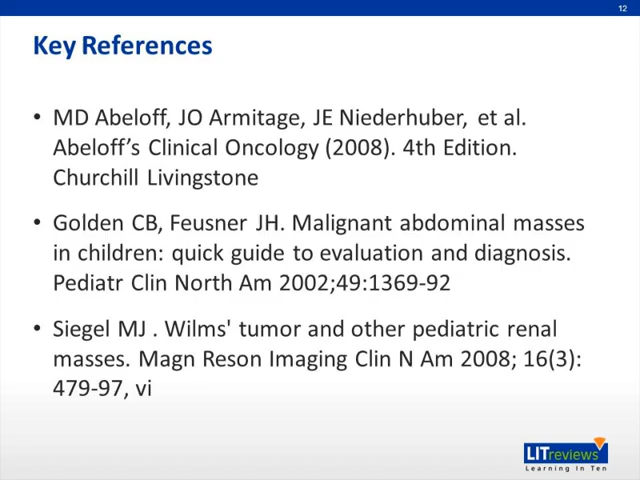 12
Key References
• MD Abeloff, JO Armitage, JE Niederhuber, et al.
Abeloff's Clinical Oncology (2008). 4th Edition.
Churchill Livingstone
• Golden CB, Feusner JH. Malignant abdominal masses
in children: quick guide to evaluation and diagnosis.
Pediatr Clin North Am 2002;49:1369-92
• Siegel MJ . Wilms' tumor and other pediatric renal
masses. Magn Reson Imaging Clin N Am 2008; 16(3):
479-97, vi
LITreviews
Learning In Ten